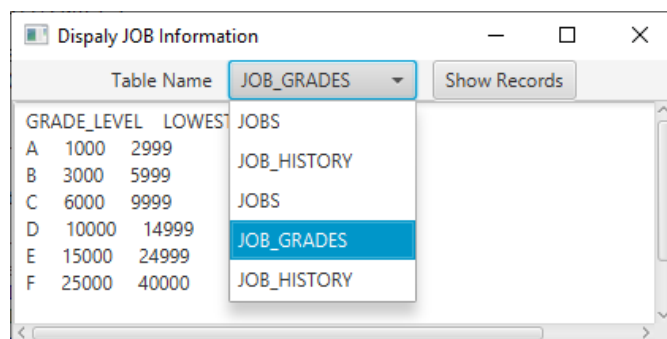 Dispaly JOB Information
Table Name JOB_GRADES Show Records
GRADE_LEVEL JOBS
A 1000 2999
JOB_HISTORY
B 3000 5999
C 6000 9999 JOBS
D 10000 14999 JOB_GRADES
E 15000 24999
F 25000 40000 JOB_HISTORY